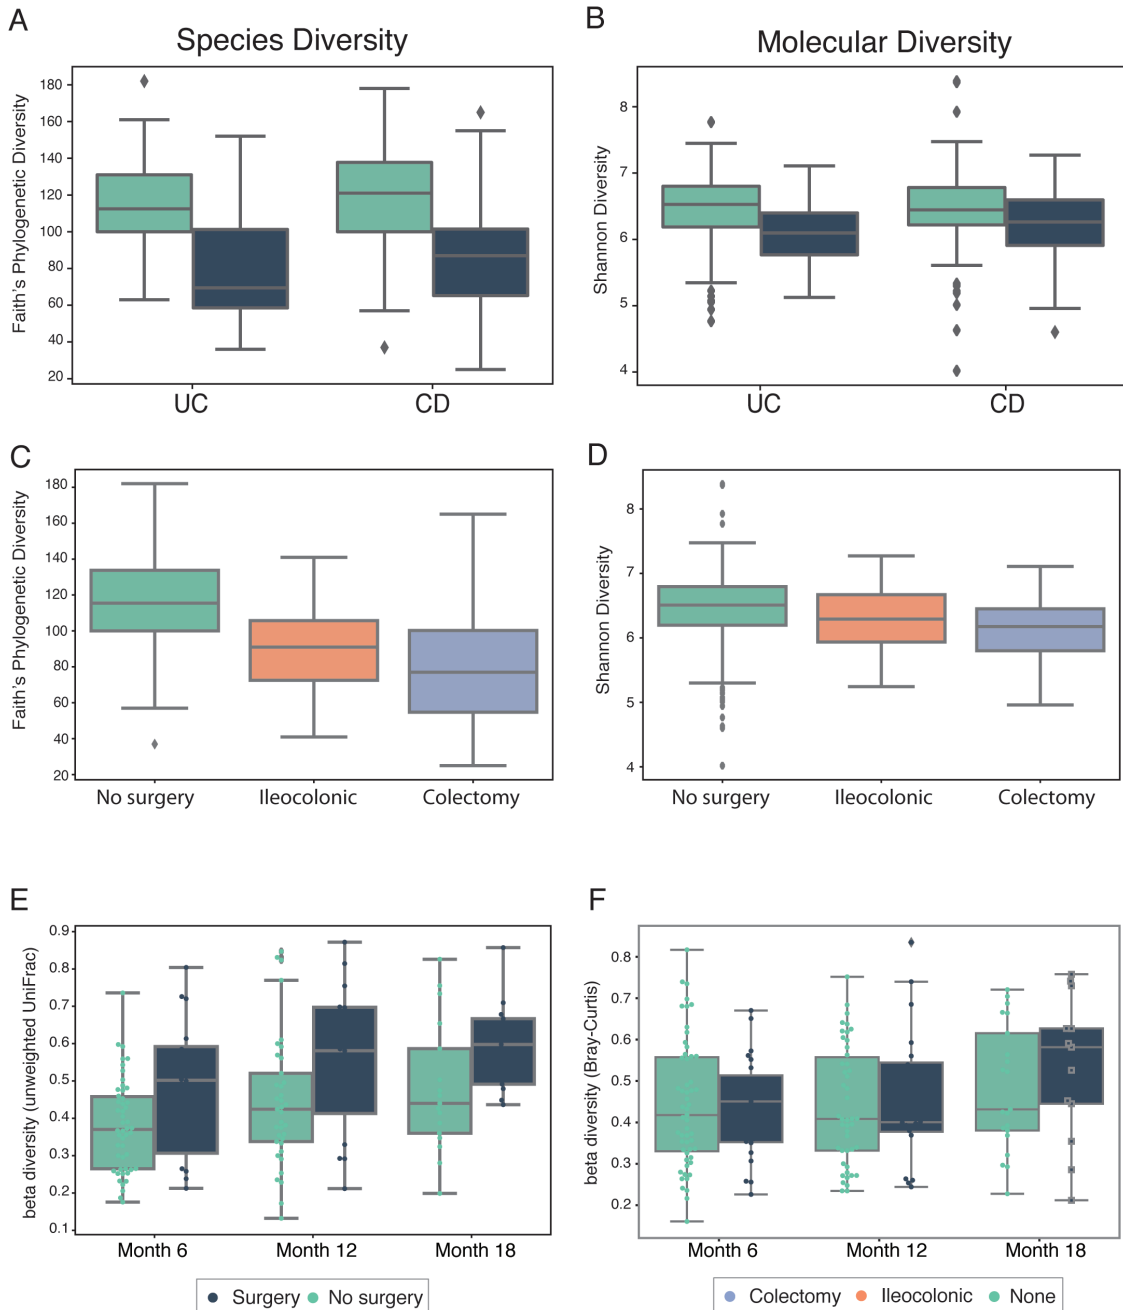 A
Species Diversity
Faith's Phylogenetic Diversity
180
160
140
120
100
80
60
40
20
UC
CD
B
Molecular Diversity
Shannon Diversity
8
7
6
5
4
UC
CD
C
Faith's Phylogenetic Diversity
180
160
140
120
100
80
60
40
20
No surgery
Ileocolonic
Colectomy
D
Shannon Diversity
8
7
6
5
4
No surgery
Ileocolonic
Colectomy
E
beta diversity (unweighted UniFrac)
0.9
0.8
0.7
0.6
0.5
0.4
0.3
0.2
0.1
Month 6
Month 12
Month 18
Surgery
No surgery
F
beta diversity (Bray-Curtis)
0.8
0.7
0.6
0.5
0.4
0.3
0.2
Month 6
Month 12
Month 18
Colectomy
Ileocolonic
None